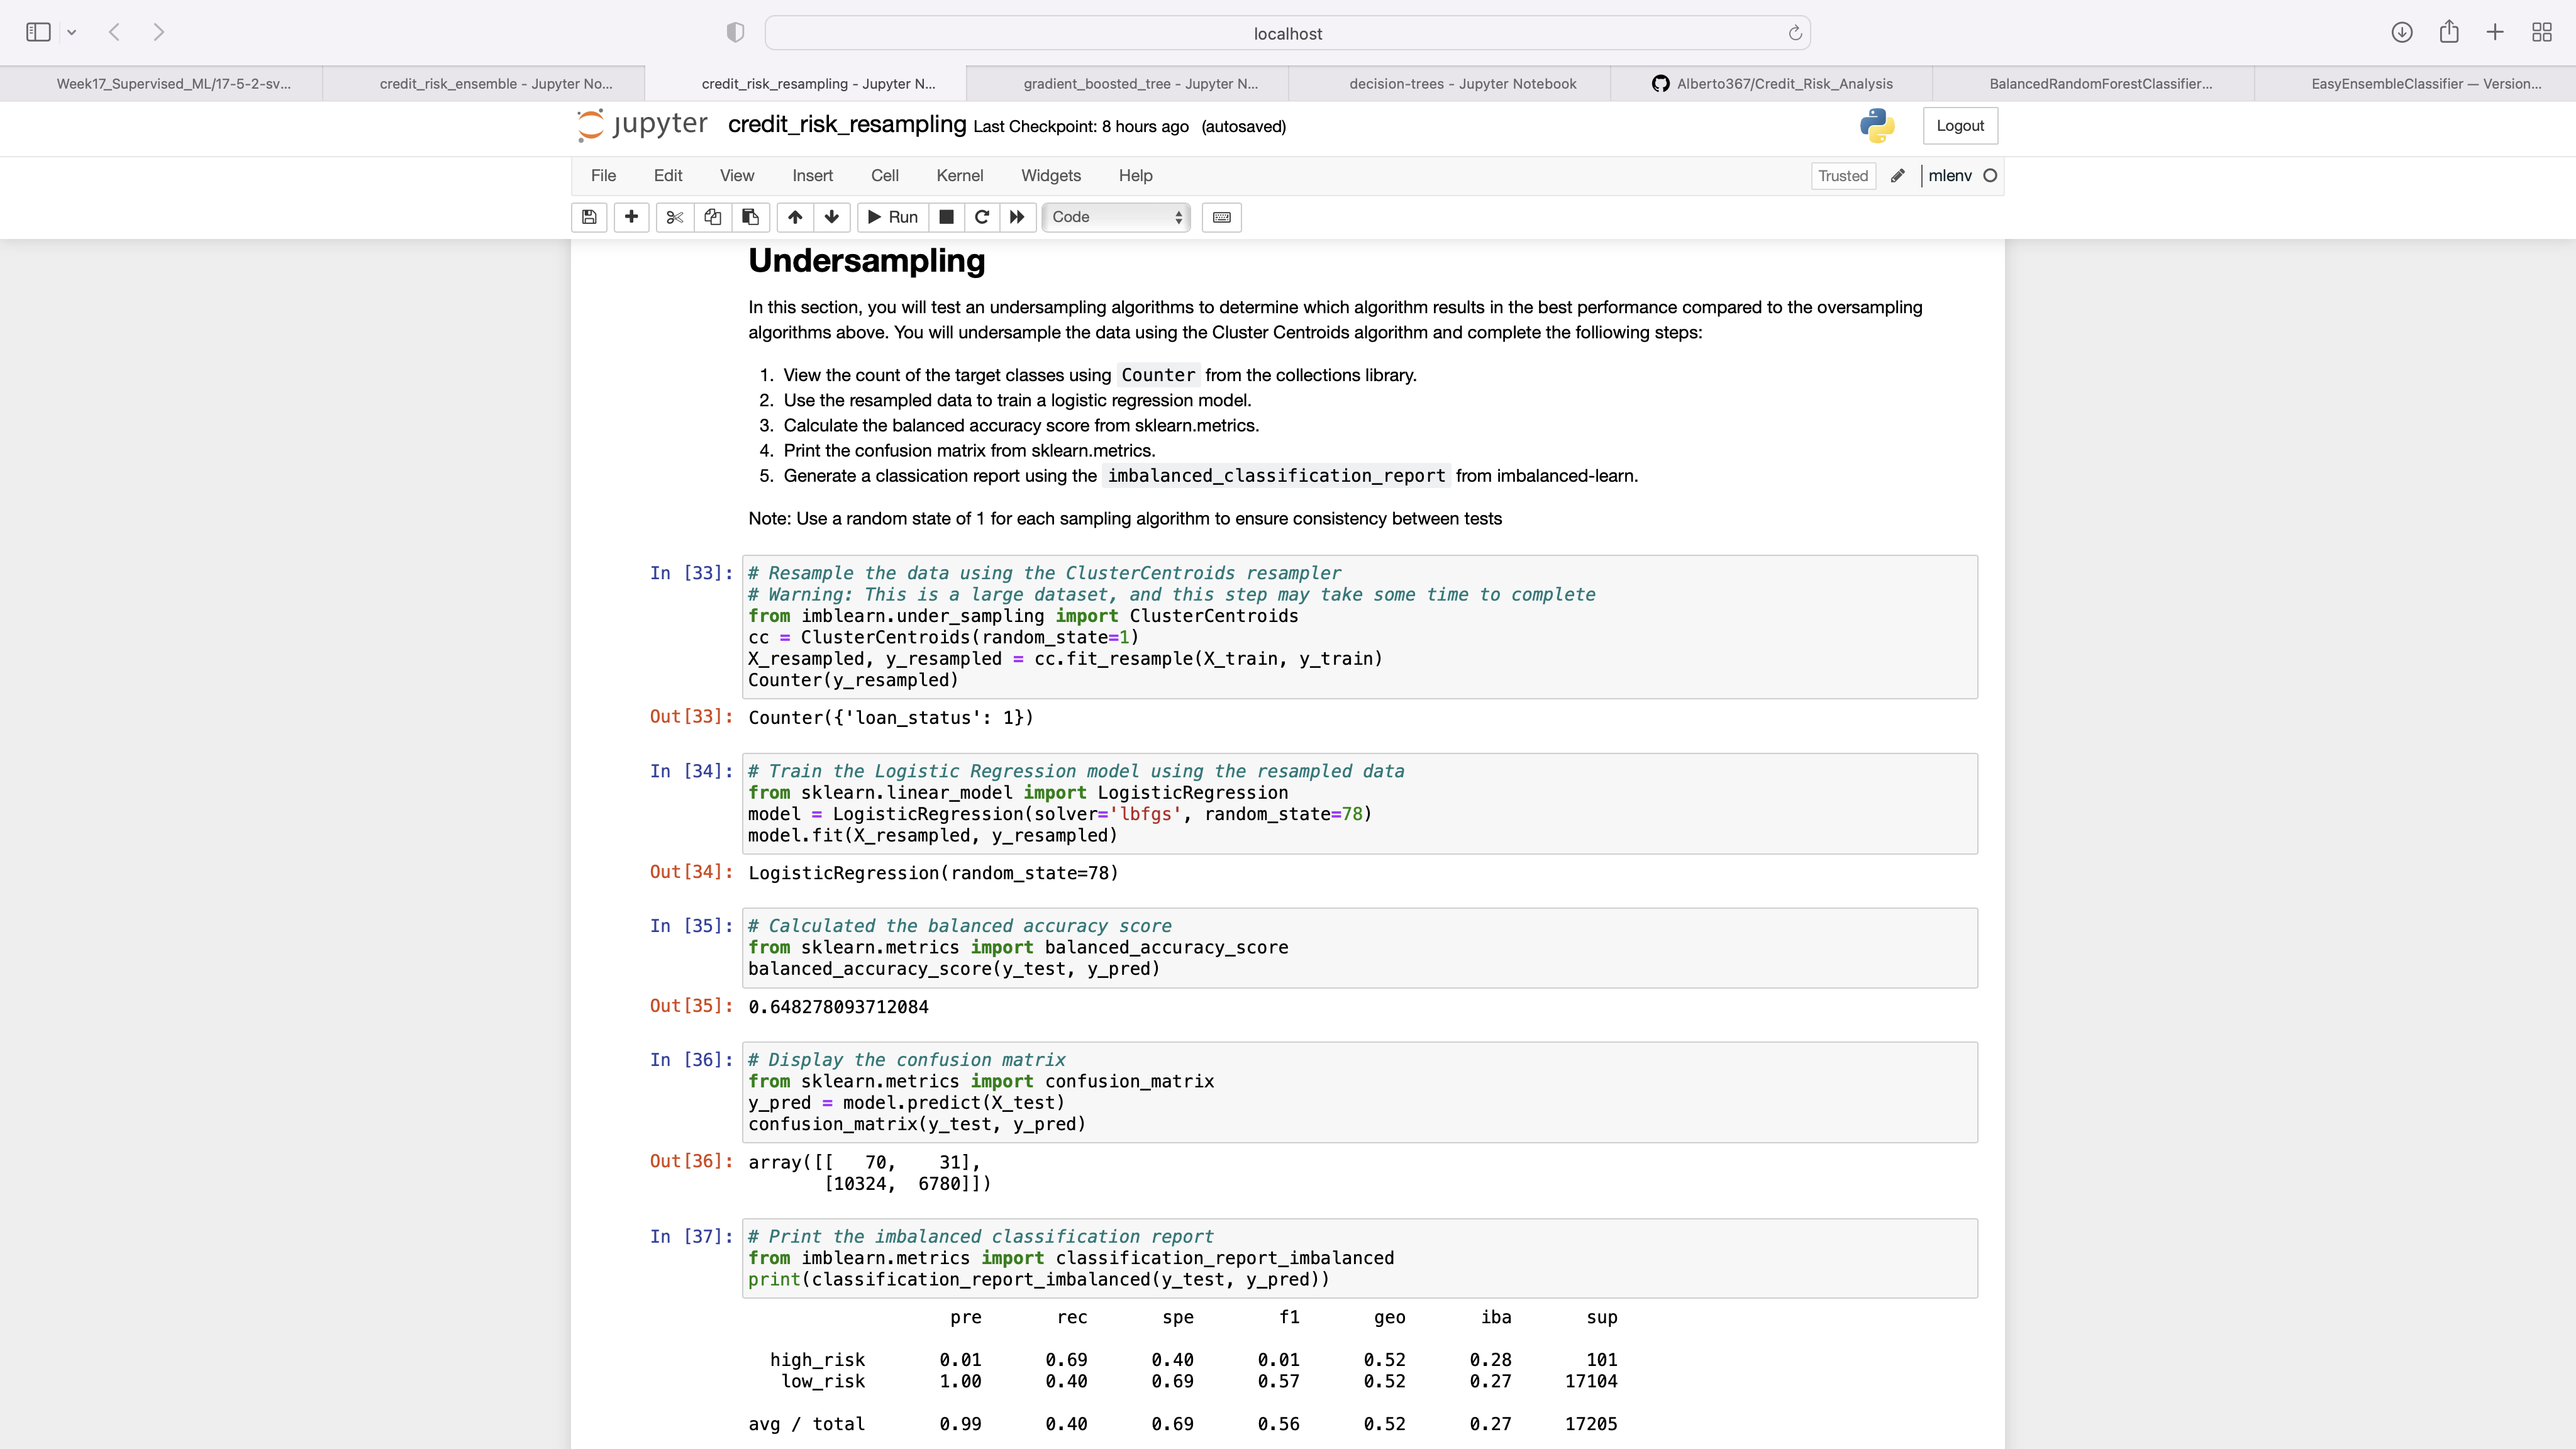 localhost
Week17_Supervised_ML/17-5-2-sv...
credit_risk_ensemble - Jupyter No...
credit_risk_resampling - Jupyter N...
gradient_boosted_tree - Jupyter N...
decision-trees - Jupyter Notebook
Alberto367/Credit_Risk_Analysis
BalancedRandomForestClassifier...
EasyEnsembleClassifier — Version...
jupyter credit_risk_resampling Last Checkpoint: 8 hours ago (autosaved)
Logout
File Edit View Insert Cell Kernel Widgets Help
Trusted
mlenv
Run
Code
Undersampling
In this section, you will test an undersampling algorithms to determine which algorithm results in the best performance compared to the oversampling
algorithms above. You will undersample the data using the Cluster Centroids algorithm and complete the folliowing steps:
1. View the count of the target classes using Counter from the collections library.
2. Use the resampled data to train a logistic regression model.
3. Calculate the balanced accuracy score from sklearn.metrics.
4. Print the confusion matrix from sklearn.metrics.
5. Generate a classication report using the imbalanced_classification_report from imbalanced-learn.
Note: Use a random state of 1 for each sampling algorithm to ensure consistency between tests
In [33]: # Resample the data using the ClusterCentroids resampler
# Warning: This is a large dataset, and this step may take some time to complete
from imblearn.under_sampling import ClusterCentroids
cc = ClusterCentroids(random_state=1)
X_resampled, y_resampled = cc.fit_resample(X_train, y_train)
Counter(y_resampled)
Out[33]: Counter({'loan_status': 1})
In [34]: # Train the Logistic Regression model using the resampled data
from sklearn.linear_model import LogisticRegression
model = LogisticRegression(solver='lbfgs', random_state=78)
model.fit(X_resampled, y_resampled)
Out[34]: LogisticRegression(random_state=78)
In [35]: # Calculated the balanced accuracy score
from sklearn.metrics import balanced_accuracy_score
balanced_accuracy_score(y_test, y_pred)
Out[35]: 0.648278093712084
In [36]: # Display the confusion matrix
from sklearn.metrics import confusion_matrix
y_pred = model.predict(X_test)
confusion_matrix(y_test, y_pred)
Out[36]: array([[   70,    31],
[10324,  6780]])
In [37]: # Print the imbalanced classification report
from imblearn.metrics import classification_report_imbalanced
print(classification_report_imbalanced(y_test, y_pred))
pre rec spe f1 geo iba sup
high_risk 0.01 0.69 0.40 0.01 0.52 0.28 101
low_risk 1.00 0.40 0.69 0.57 0.52 0.27 17104
avg / total 0.99 0.40 0.69 0.56 0.52 0.27 17205